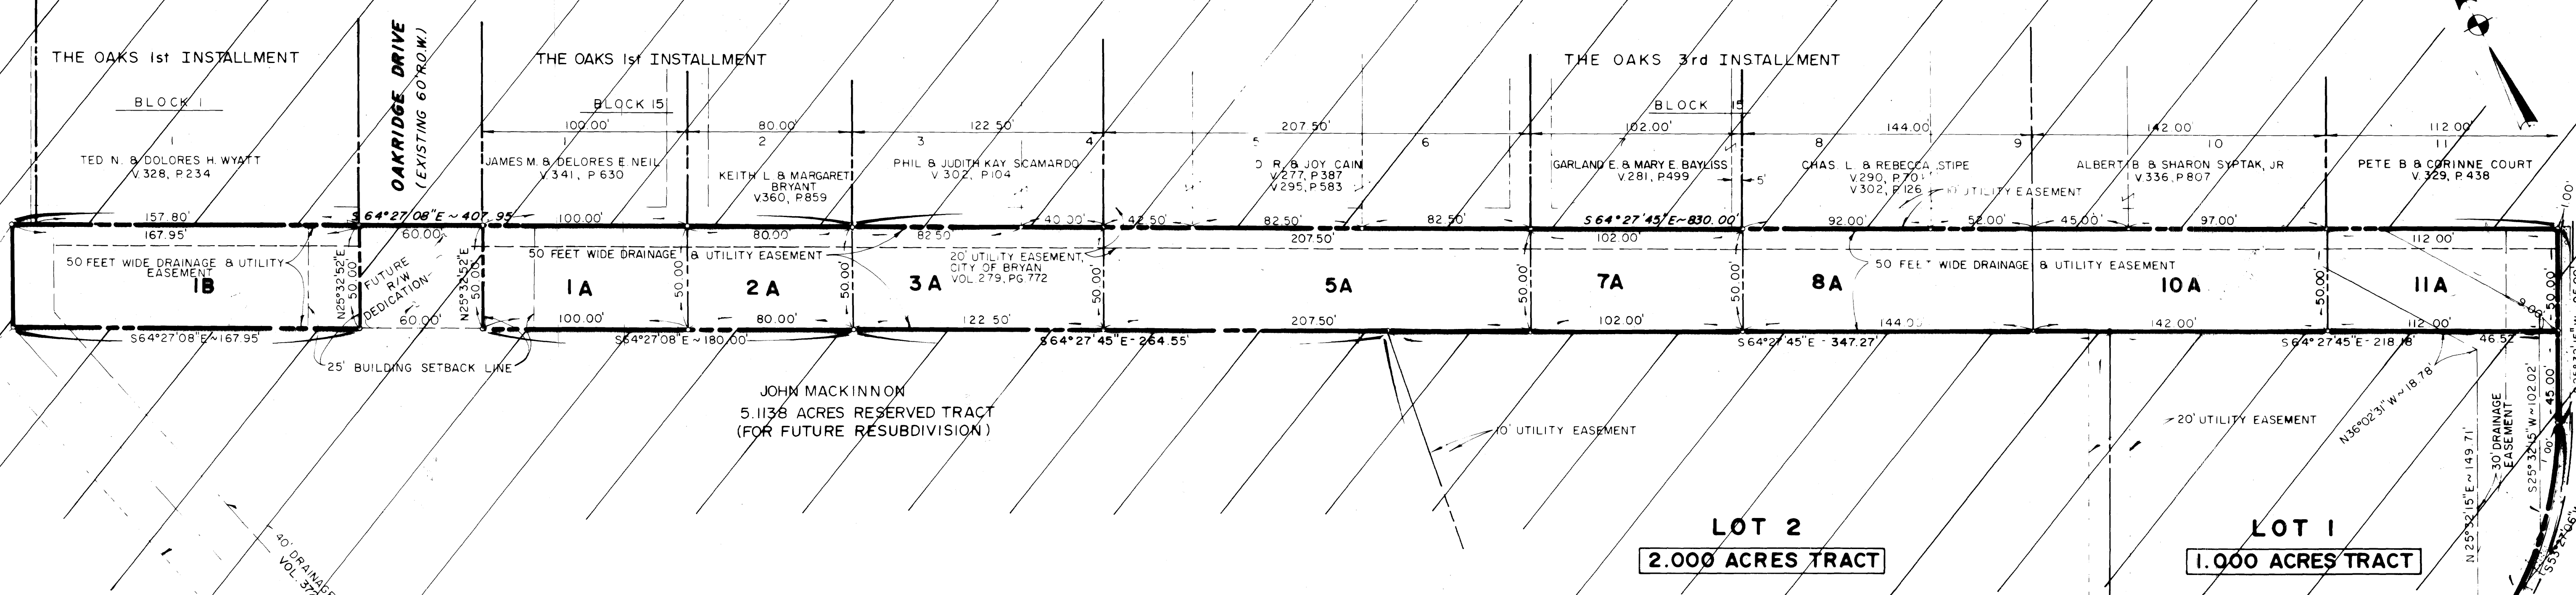 THE OAKS 1st INSTALLMENT
BLOCK 1
1
TED N. & DOLORES H. WYATT
V. 328, P. 234
OAKRIDGE DRIVE
(EXISTING 60' R.O.W.)
THE OAKS 1st INSTALLMENT
BLOCK 15
100.00'
1
JAMES M. & DELORES E. NEIL
V. 341, P 630
80.00'
2
KEITH L & MARGARET
BRYANT
V.360, P.859
122.50'
3
4
PHIL & JUDITH KAY SCAMARDO
V. 302, P.104
207.50'
5
6
R. & JOY CAIN
V.277, P.387
V.295, P.583
THE OAKS 3rd INSTALLMENT
BLOCK 15
102.00'
7
GARLAND E. & MARY E. BAYLISS
V.281, P.499
5'
144.00'
8
9
CHAS. L. & REBECCA STIPE
V.290, P.70
V.302, P.126
UTILITY EASEMENT
142.00'
10
ALBERT B & SHARON SYPTAK, JR
V.336, P.807
112.00'
11
PETE B & CORINNE COURT
V. 329, P. 438
157.80'
167.95'
S 64°27'08"E ~ 407.95
60.00'
100.00'
80.00'
82.50'
40.00'
42.50'
82.50'
207.50'
82.50'
S 64°27'45"E ~ 830.00'
102.00'
92.00'
52.00'
45.00'
97.00'
112.00'
50 FEET WIDE DRAINAGE & UTILITY
EASEMENT
1B
N25°32'52"E
50.00'
FUTURE
R/W
DEDICATION
60.00'
N25°32'52"E
50.00'
50 FEET WIDE DRAINAGE & UTILITY EASEMENT
1A
50.00'
2A
50.00'
3A
20' UTILITY EASEMENT,
CITY OF BRYAN
VOL. 279, PG. 772
50.00'
5A
50.00'
7A
50.00'
8A
50 FEET WIDE DRAINAGE & UTILITY EASEMENT
10A
50.00'
11A
50.00'
100.00'
80.00'
122.50'
207.50'
102.00'
142.00'
112.00'
S64°27'08"E ~ 167.95'
S64°27'08"E ~ 180.00'
S64°27'45"E - 264.55'
S64°27'45"E - 347.27'
S64°27'45"E - 218.18'
46.52'
25' BUILDING SETBACK LINE
JOHN MACKINNON
5.1138 ACRES RESERVED TRACT
(FOR FUTURE RESUBDIVISION)
10' UTILITY EASEMENT
20' UTILITY EASEMENT
N36°02'31"W ~ 18.78'
N 25°32'15"E ~ 149.71'
30' DRAINAGE
EASEMENT
S25°32'15"W ~ 102.02'
45.00'
40' DRAINAGE
LOT 2
2.000 ACRES TRACT
LOT 1
1.000 ACRES TRACT